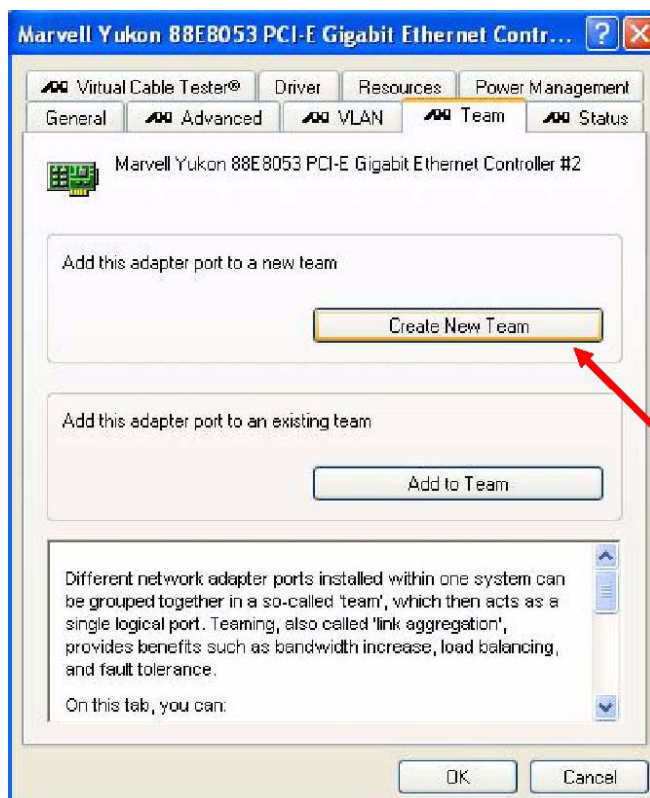 Marvell Yukon 88E8053 PCI-E Gigabit Ethernet Contr...
Virtual Cable Tester® Driver Resources Power Management
General Advanced VLAN Team Status
Marvell Yukon 88E8053 PCI-E Gigabit Ethernet Controller #2
Add this adapter port to a new team
Create New Team
Add this adapter port to an existing team
Add to Team
Different network adapter ports installed within one system can
be grouped together in a so-called 'team', which then acts as a
single logical port. Teaming, also called 'link aggregation',
provides benefits such as bandwidth increase, load balancing,
and fault tolerance.
On this tab, you can:
OK Cancel